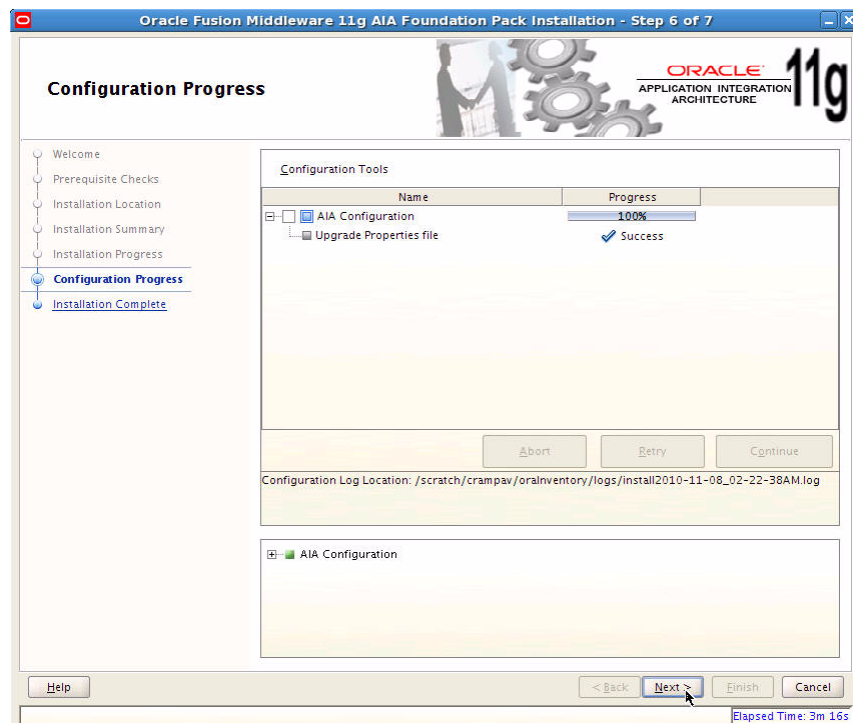 Oracle Fusion Middleware 11g AIA Foundation Pack Installation - Step 6 of 7
Configuration Progress
ORACLE
APPLICATION INTEGRATION
ARCHITECTURE
11g
Welcome
Prerequisite Checks
Installation Location
Installation Summary
Installation Progress
Configuration Progress
Installation Complete
Configuration Tools
Name Progress
AIA Configuration 100%
Upgrade Properties file Success
Abort Retry Continue
Configuration Log Location: /scratch/crampav/oraInventory/logs/install2010-11-08_02-22-38AM.log
AIA Configuration
Help < Back Next > Finish Cancel
Elapsed Time: 3m 16s